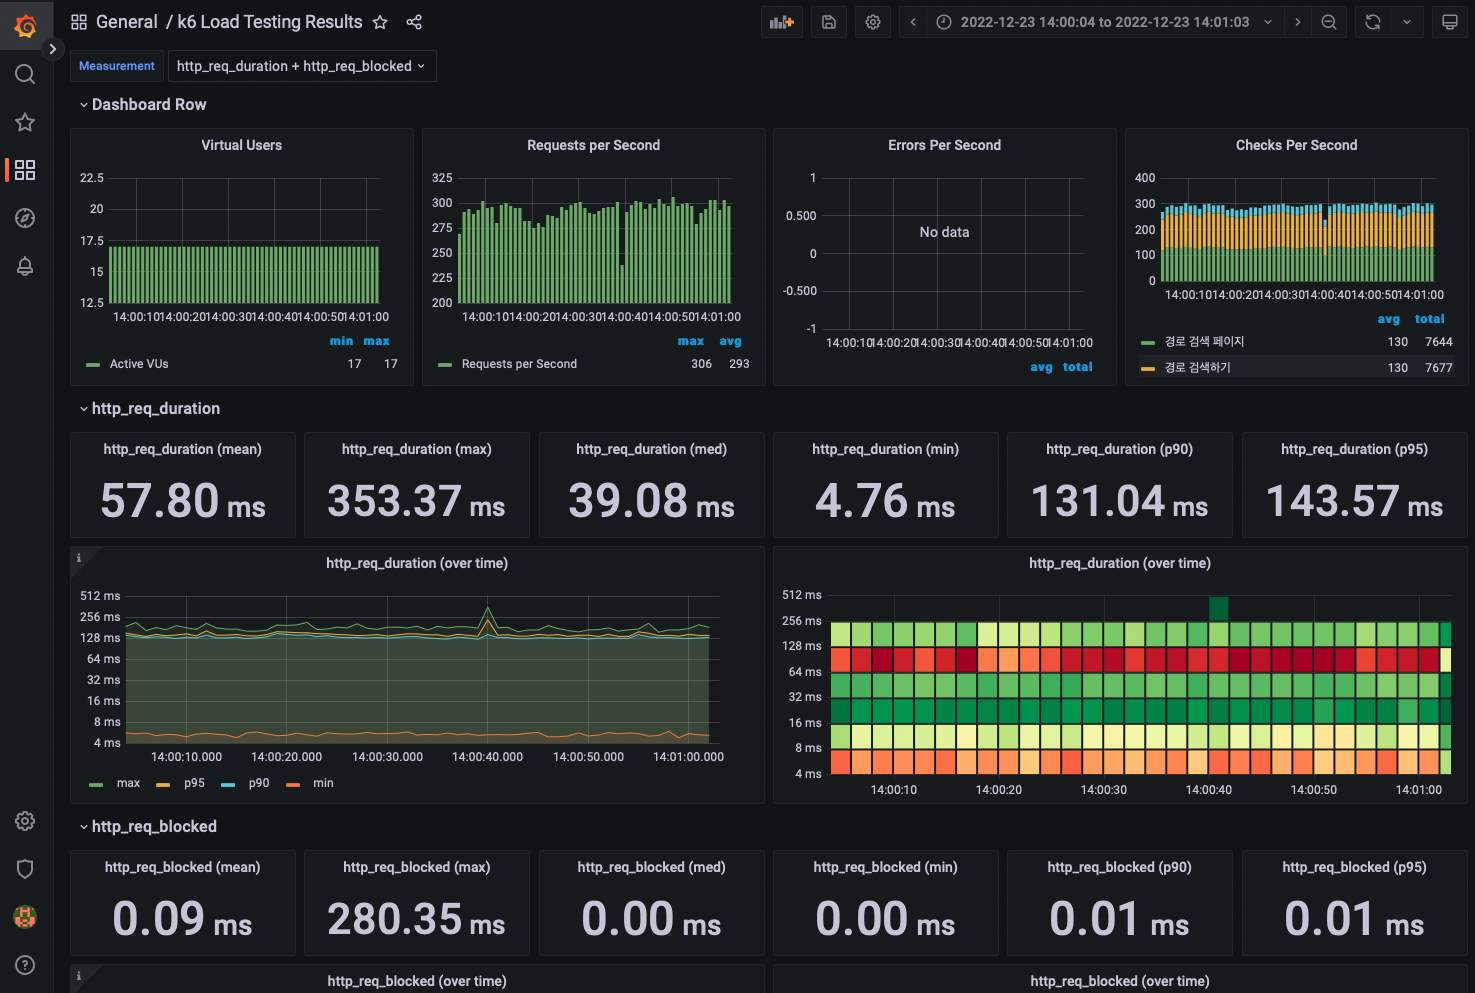 General / k6 Load Testing Results
2022-12-23 14:00:04 to 2022-12-23 14:01:03
Measurement
http_req_duration + http_req_blocked
Dashboard Row
Virtual Users
22.5
20
17.5
15
12.5
14:00:10 14:00:20 14:00:30 14:00:40 14:00:50 14:01:00
min max
Active VUs 17 17
Requests per Second
325
300
275
250
225
200
14:00:10 14:00:20 14:00:30 14:00:40 14:00:50 14:01:00
max avg
Requests per Second 306 293
Errors Per Second
1
0.500
0
-0.500
-1
No data
14:00:10 14:00:20 14:00:30 14:00:40 14:00:50 14:01:00
avg total
Checks Per Second
400
300
200
100
0
14:00:10 14:00:20 14:00:30 14:00:40 14:00:50 14:01:00
avg total
경로 검색 페이지 130 7644
경로 검색하기 130 7677
http_req_duration
http_req_duration (mean)
57.80 ms
http_req_duration (max)
353.37 ms
http_req_duration (med)
39.08 ms
http_req_duration (min)
4.76 ms
http_req_duration (p90)
131.04 ms
http_req_duration (p95)
143.57 ms
http_req_duration (over time)
512 ms
256 ms
128 ms
64 ms
32 ms
16 ms
8 ms
4 ms
14:00:10.000 14:00:20.000 14:00:30.000 14:00:40.000 14:00:50.000 14:01:00.000
max p95 p90 min
http_req_duration (over time)
512 ms
256 ms
128 ms
64 ms
32 ms
16 ms
8 ms
4 ms
14:00:10 14:00:20 14:00:30 14:00:40 14:00:50 14:01:00
http_req_blocked
http_req_blocked (mean)
0.09 ms
http_req_blocked (max)
280.35 ms
http_req_blocked (med)
0.00 ms
http_req_blocked (min)
0.00 ms
http_req_blocked (p90)
0.01 ms
http_req_blocked (p95)
0.01 ms
http_req_blocked (over time)
http_req_blocked (over time)